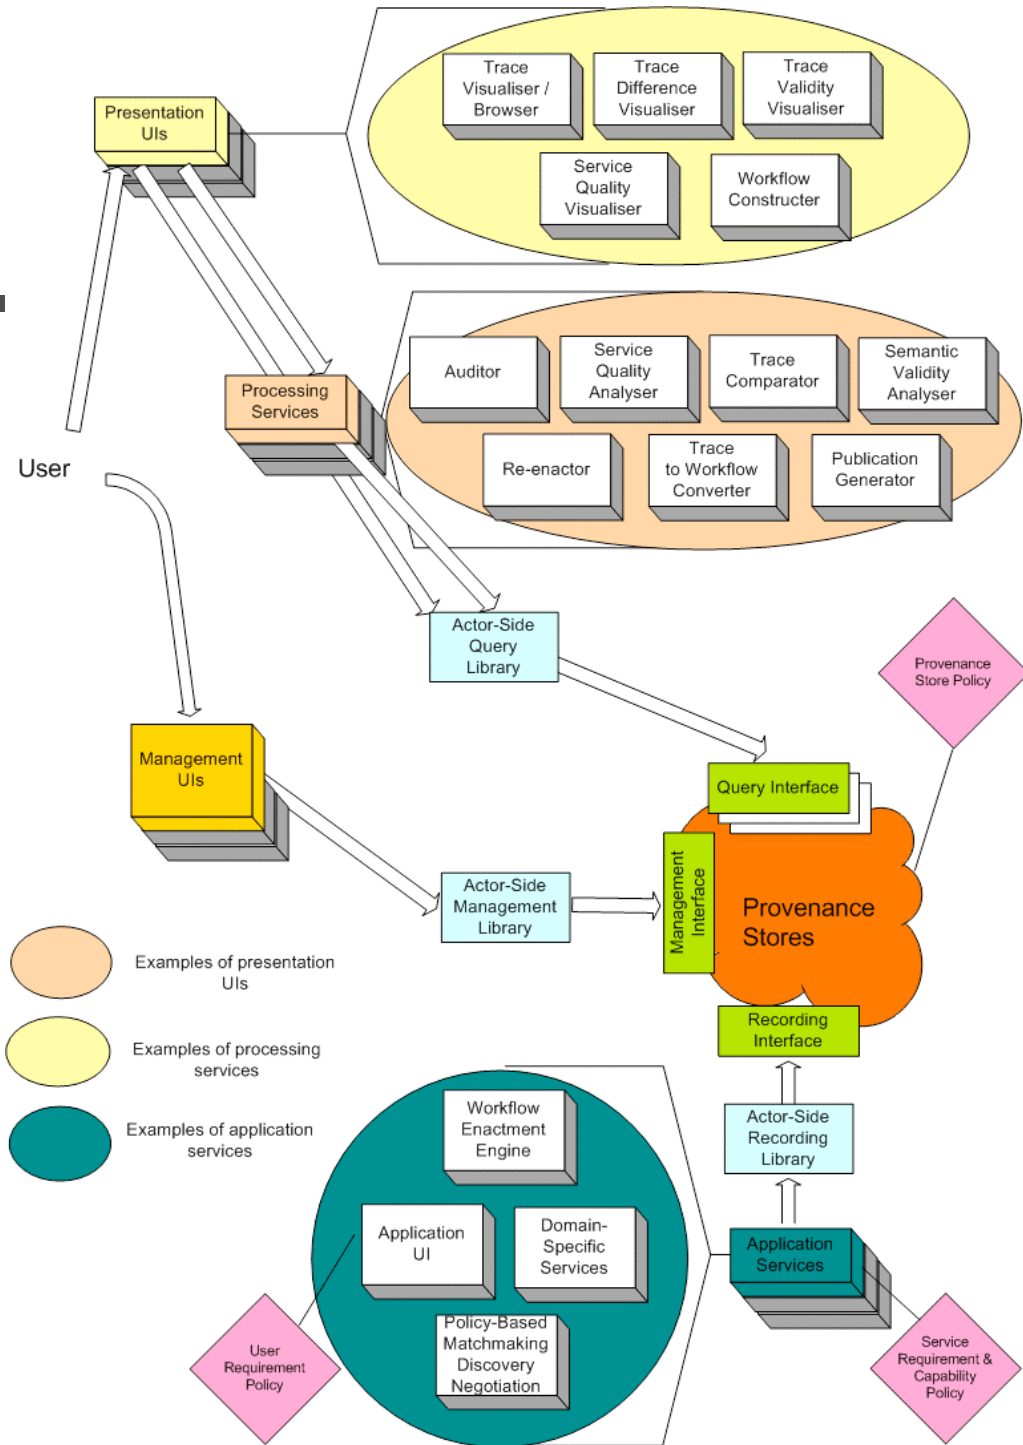 Presentation
UIs
Trace
Visualiser /
Browser
Trace
Difference
Visualiser
Trace
Validity
Visualiser
Service
Quality
Visualiser
Workflow
Constructer
Processing
Services
Auditor
Service
Quality
Analyser
Trace
Comparator
Semantic
Validity
Analyser
Re-enactor
Trace
to Workflow
Converter
Publication
Generator
User
Actor-Side
Query
Library
Provenance
Store Policy
Management
UIs
Query Interface
Management
Interface
Actor-Side
Management
Library
Provenance
Stores
Examples of presentation
UIs
Recording
Interface
Examples of processing
services
Examples of application
services
Workflow
Enactment
Engine
Actor-Side
Recording
Library
Application
UI
Domain-
Specific
Services
Application
Services
Policy-Based
Matchmaking
Discovery
Negotiation
User
Requirement
Policy
Service
Requirement &
Capability
Policy